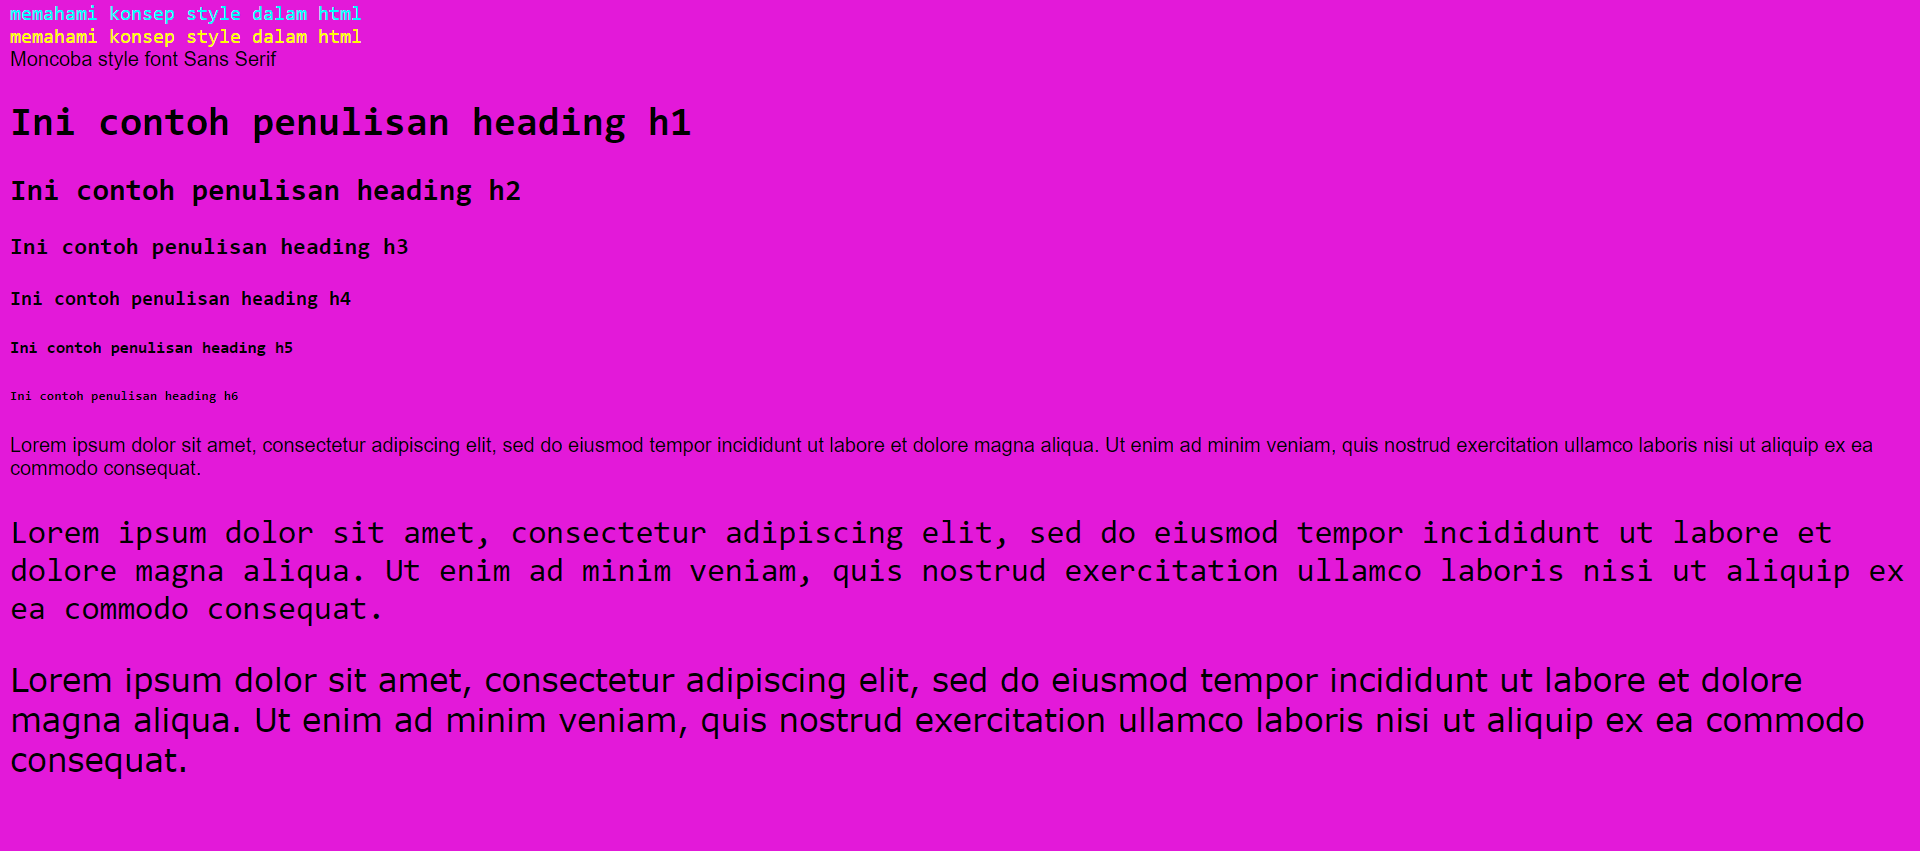 memahami konsep style dalam html
memahami konsep style dalam html
Moncoba style font Sans Serif
Ini contoh penulisan heading h1
Ini contoh penulisan heading h2
Ini contoh penulisan heading h3
Ini contoh penulisan heading h4
Ini contoh penulisan heading h5
Ini contoh penulisan heading h6
Lorem ipsum dolor sit amet, consectetur adipiscing elit, sed do eiusmod tempor incididunt ut labore et dolore magna aliqua. Ut enim ad minim veniam, quis nostrud exercitation ullamco laboris nisi ut aliquip ex ea
commodo consequat.
Lorem ipsum dolor sit amet, consectetur adipiscing elit, sed do eiusmod tempor incididunt ut labore et
dolore magna aliqua. Ut enim ad minim veniam, quis nostrud exercitation ullamco laboris nisi ut aliquip ex
ea commodo consequat.
Lorem ipsum dolor sit amet, consectetur adipiscing elit, sed do eiusmod tempor incididunt ut labore et dolore
magna aliqua. Ut enim ad minim veniam, quis nostrud exercitation ullamco laboris nisi ut aliquip ex ea commodo
consequat.